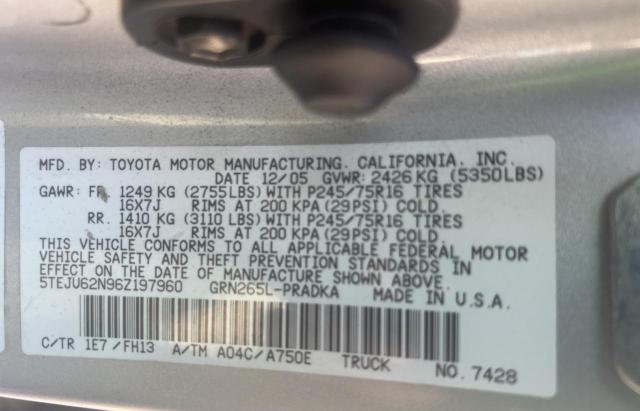 MFD. BY: TOYOTA MOTOR MANUFACTURING. CALIFORNIA. INC.
DATE 12/05 GVWR: 2426 KG (5350LBS)
GAWR: FR. 1249 KG (2755LBS) WITH P245/75R16 TIRES
16X7J RIMS AT 200 KPA (29PSI) COLD.
RR. 1410 KG (3110 LBS) WITH P245/75R16 TIRES
16X7J RIMS AT 200 KPA (29PSI) COLD.
THIS VEHICLE CONFORMS TO ALL APPLICABLE FEDERAL MOTOR
VEHICLE SAFETY AND THEFT PREVENTION STANDARDS IN
EFFECT ON THE DATE OF MANUFACTURE SHOWN ABOVE.
5TEJU62N96Z197960 GRN265L-PRADKA MADE IN U.S.A.
C/TR 1E7/FH13 A/TM A04C/A750E TRUCK NO. 7428